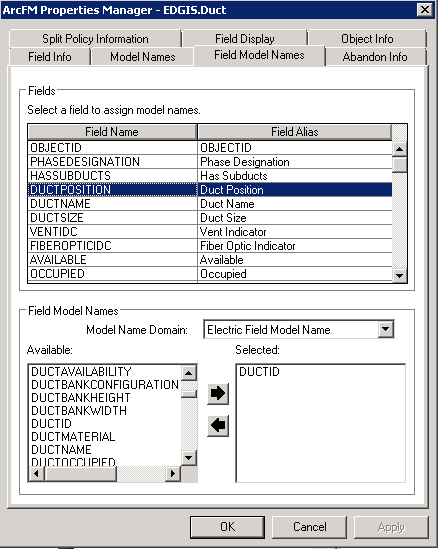 ArcFM Properties Manager - EDGIS.Duct
Split Policy Information Field Display Object Info
Field Info Model Names Field Model Names Abandon Info
Fields
Select a field to assign model names.
Field Name Field Alias
OBJECTID OBJECTID
PHASEDESIGNATION Phase Designation
HASSUBDUCTS Has Subducts
DUCTPOSITION Duct Position
DUCTNAME Duct Name
DUCTSIZE Duct Size
VENTIDC Vent Indicator
FIBEROPTICIDC Fiber Optic Indicator
AVAILABLE Available
OCCUPIED Occupied
Field Model Names
Model Name Domain: Electric Field Model Name
Available: Selected:
DUCTAVAILABILITY DUCTID
DUCTBANKCONFIGURATION
DUCTBANKHEIGHT
DUCTBANKWIDTH
DUCTID
DUCTMATERIAL
DUCTNAME
DUCTOCCUPIED
OK Cancel Apply